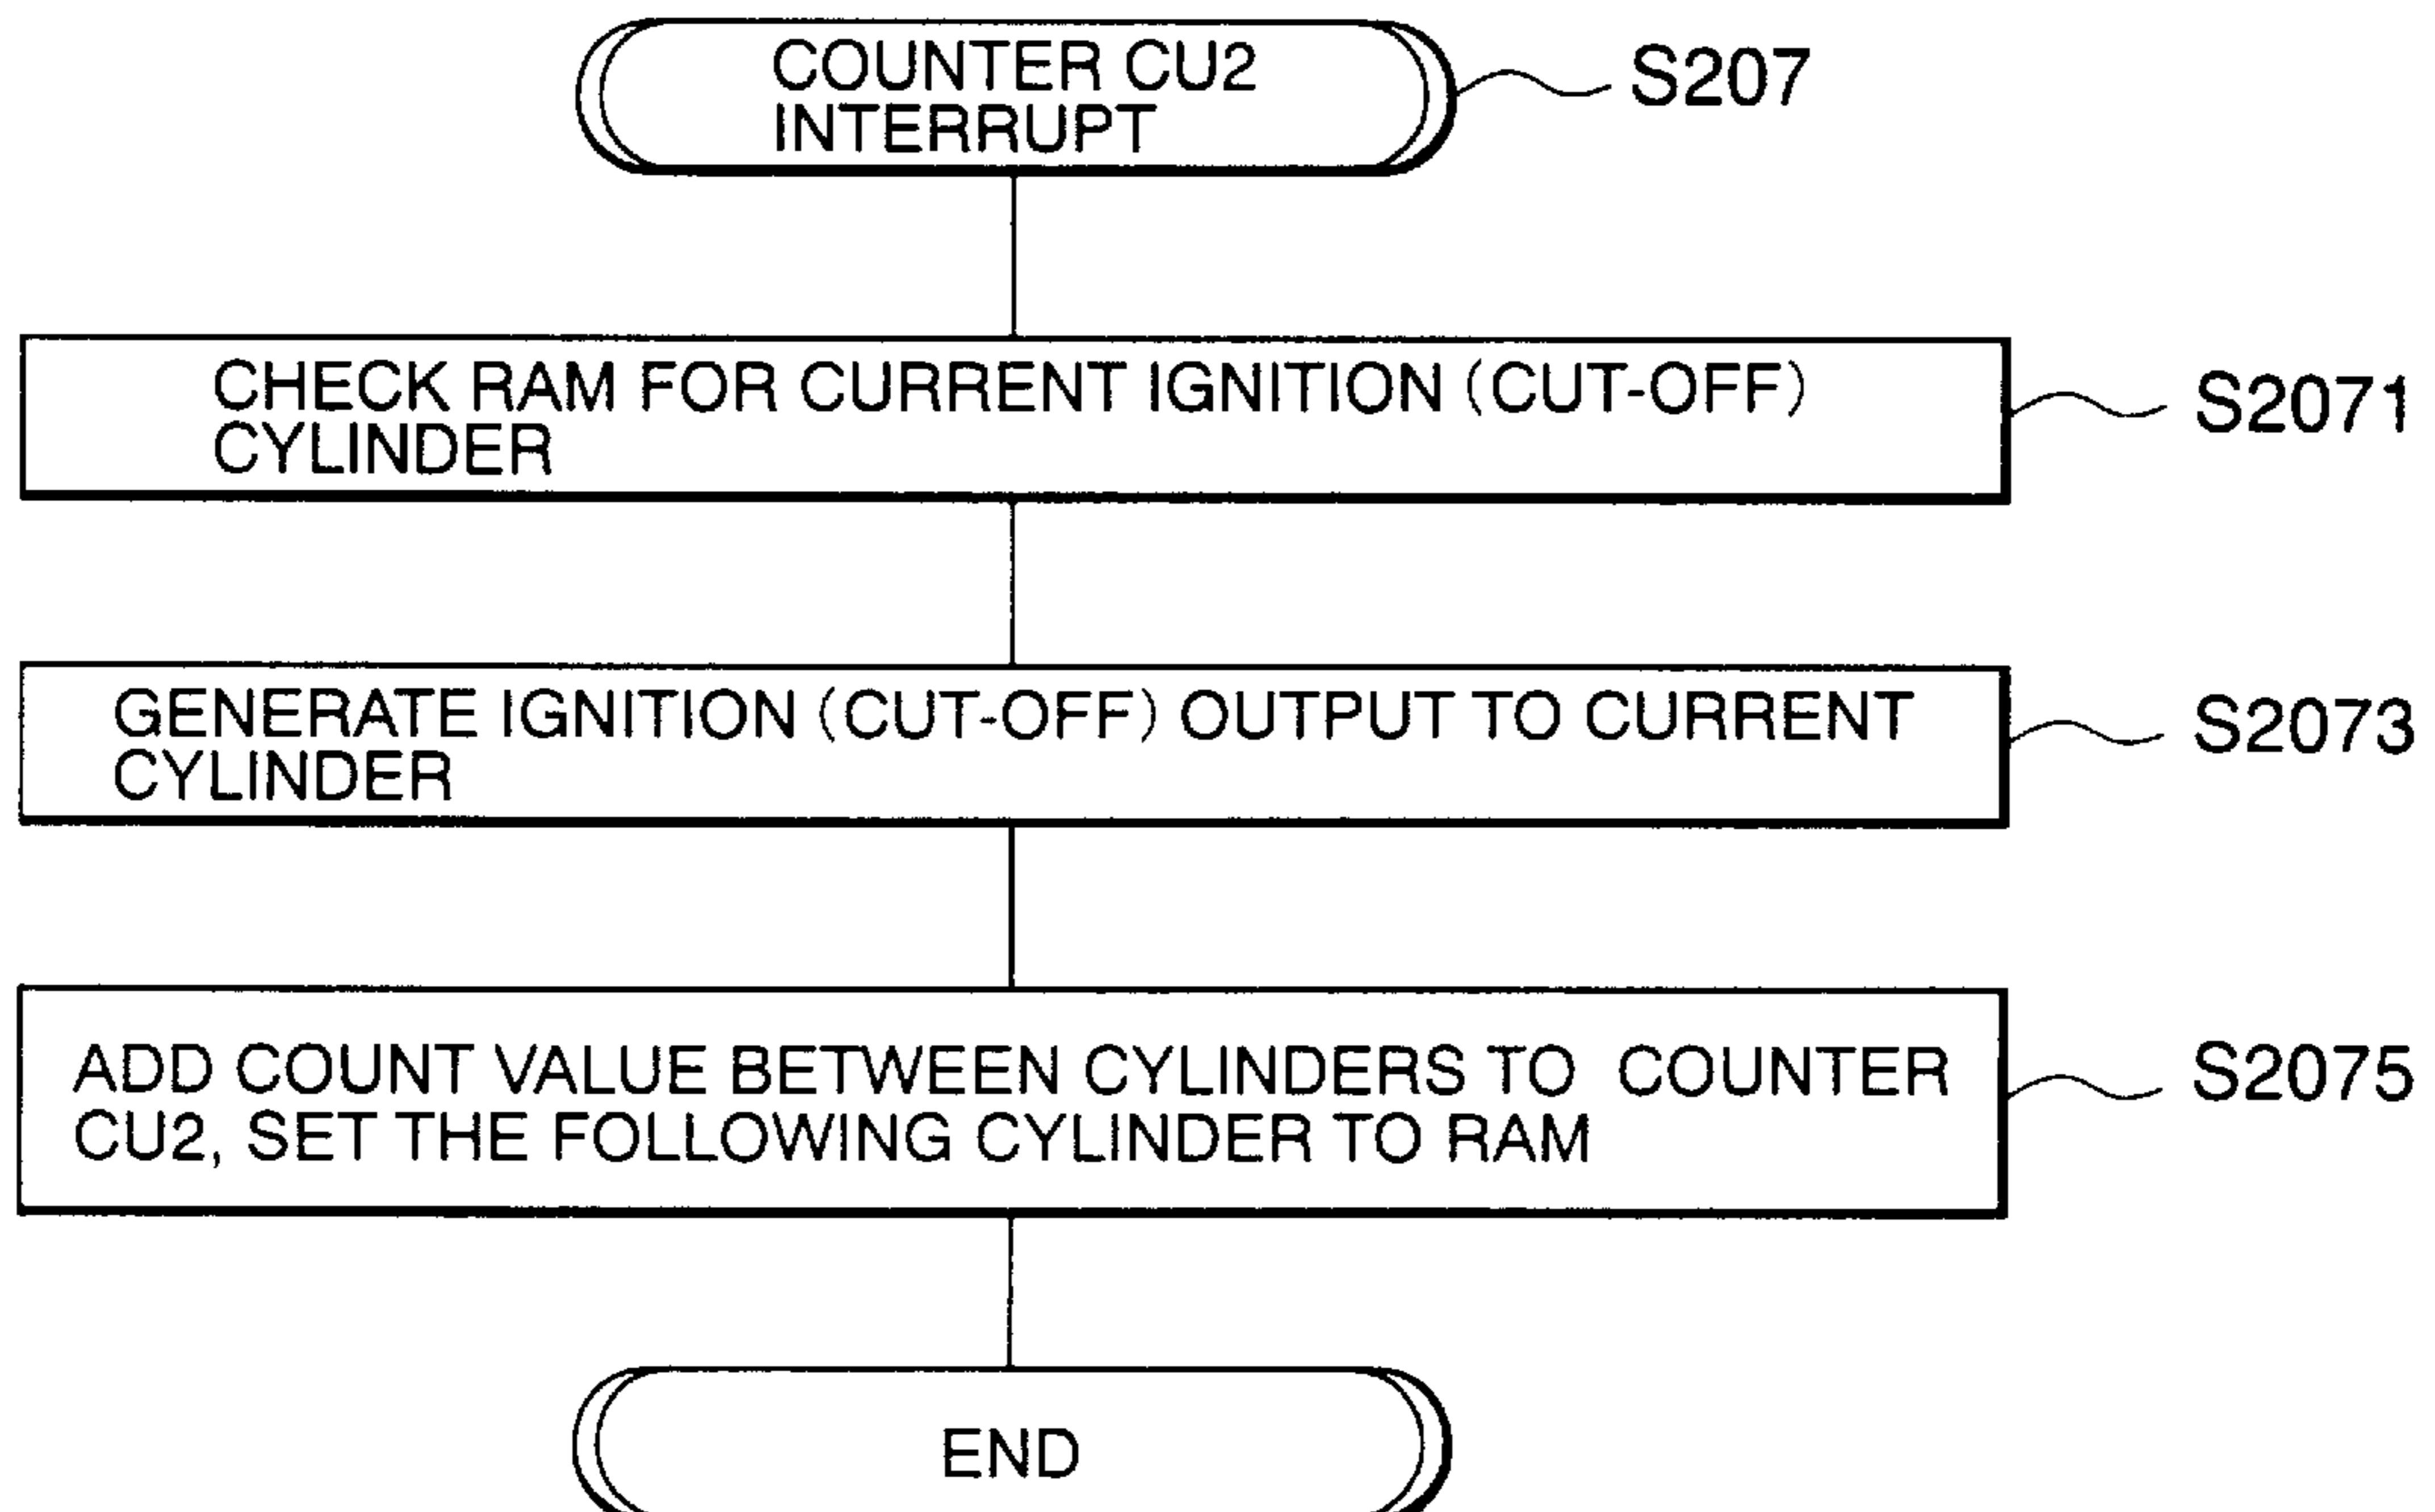 COUNTER CU2
INTERRUPT
S207
CHECK RAM FOR CURRENT IGNITION (CUT-OFF)
CYLINDER
S2071
GENERATE IGNITION (CUT-OFF) OUTPUT TO CURRENT
CYLINDER
S2073
ADD COUNT VALUE BETWEEN CYLINDERS TO COUNTER
CU2, SET THE FOLLOWING CYLINDER TO RAM
S2075
END